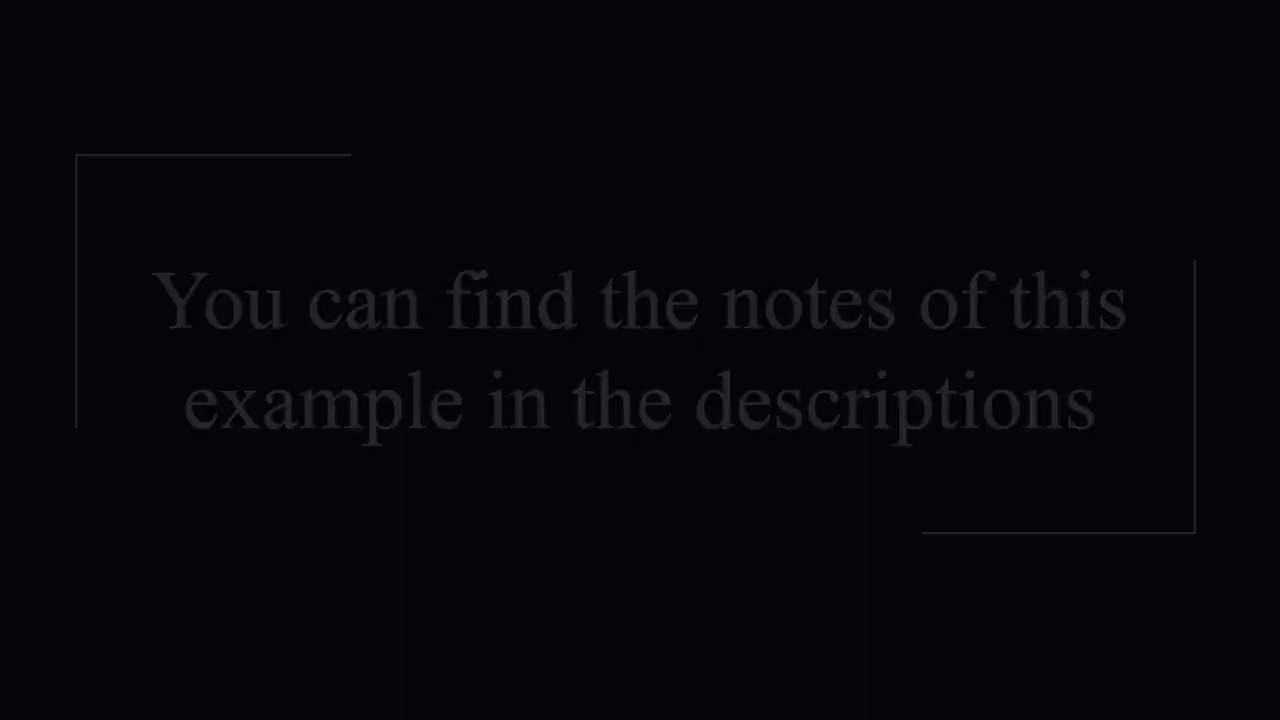 You can find the notes of this
example in the descriptions